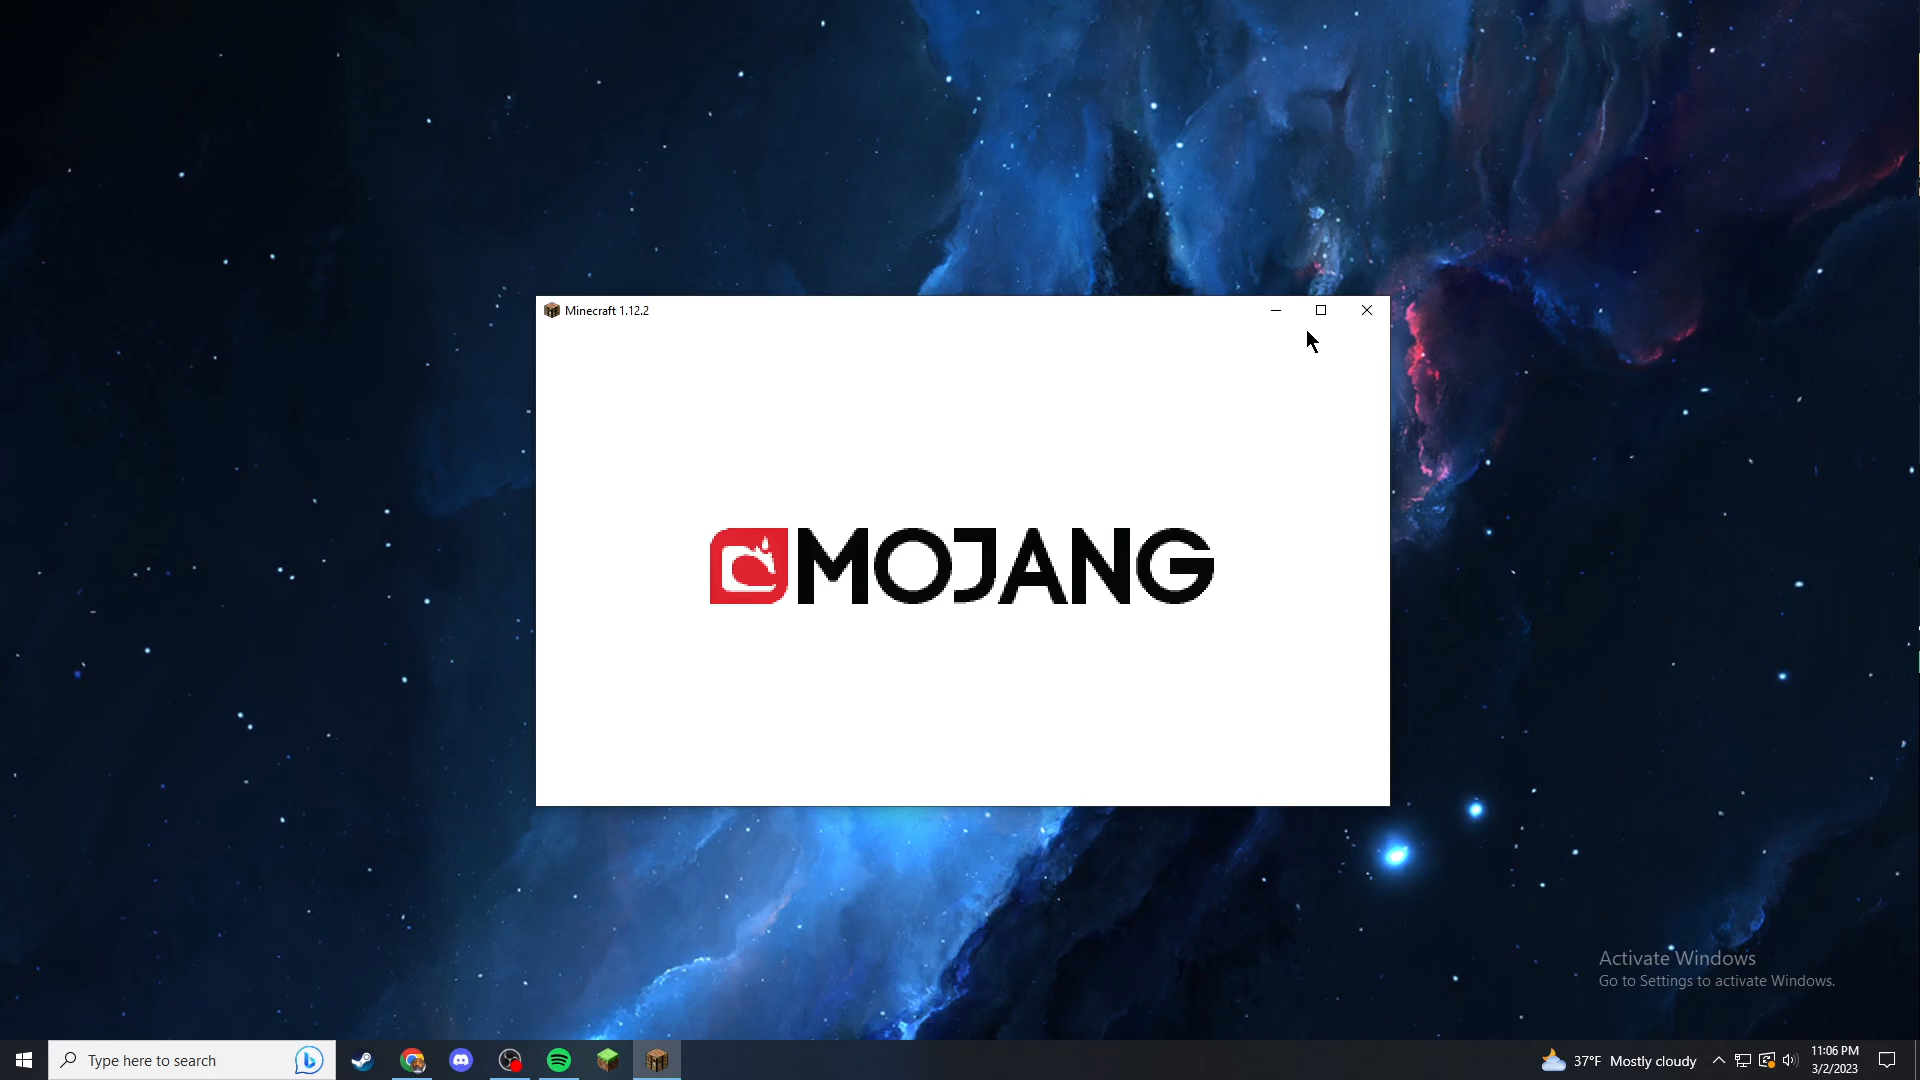 Minecraft 1.12.2
MOJANG
Activate Windows
Go to Settings to activate Windows.
Type here to search
37°F Mostly cloudy
11:06 PM
3/2/2023